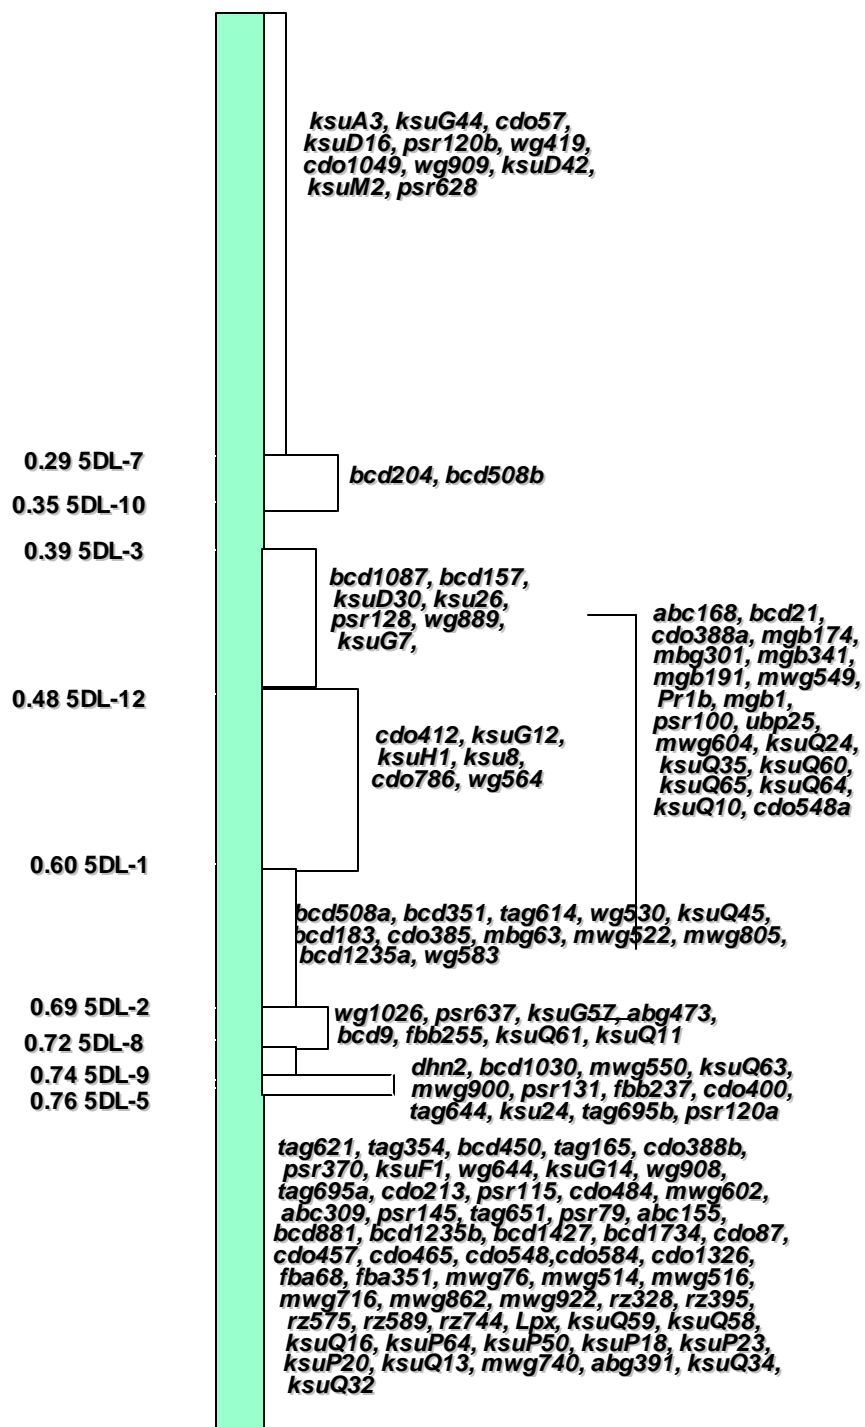 ksuA3, ksuG44, cdo57,
ksuD16, psr120b, wg419,
cdo1049, wg909, ksuD42,
ksuM2, psr628
0.29 5DL-7
bcd204, bcd508b
0.35 5DL-10
0.39 5DL-3
bcd1087, bcd157,
ksuD30, ksu26,
psr128, wg889,
ksuG7,
abc168, bcd21,
cdo388a, mgb174,
mbg301, mgb341,
mgb191, mwg549,
Pr1b, mgb1,
psr100, ubp25,
mwg604, ksuQ24,
ksuQ35, ksuQ60,
ksuQ65, ksuQ64,
ksuQ10, cdo548a
0.48 5DL-12
cdo412, ksuG12,
ksuH1, ksu8,
cdo786, wg564
0.60 5DL-1
bcd508a, bcd351, tag614, wg530, ksuQ45,
bcd183, cdo385, mbg63, mwg522, mwg805,
bcd1235a, wg583
0.69 5DL-2
wg1026, psr637, ksuG57, abg473,
bcd9, fbb255, ksuQ61, ksuQ11
0.72 5DL-8
0.74 5DL-9
0.76 5DL-5
dhn2, bcd1030, mwg550, ksuQ63,
mwg900, psr131, fbb237, cdo400,
tag644, ksu24, tag695b, psr120a
tag621, tag354, bcd450, tag165, cdo388b,
psr370, ksuF1, wg644, ksuG14, wg908,
tag695a, cdo213, psr115, cdo484, mwg602,
abc309, psr145, tag651, psr79, abc155,
bcd881, bcd1235b, bcd1427, bcd1734, cdo87,
cdo457, cdo465, cdo548,cdo584, cdo1326,
fba68, fba351, mwg76, mwg514, mwg516,
mwg716, mwg862, mwg922, rz328, rz395,
rz575, rz589, rz744, Lpx, ksuQ59, ksuQ58,
ksuQ16, ksuP64, ksuP50, ksuP18, ksuP23,
ksuP20, ksuQ13, mwg740, abg391, ksuQ34,
ksuQ32